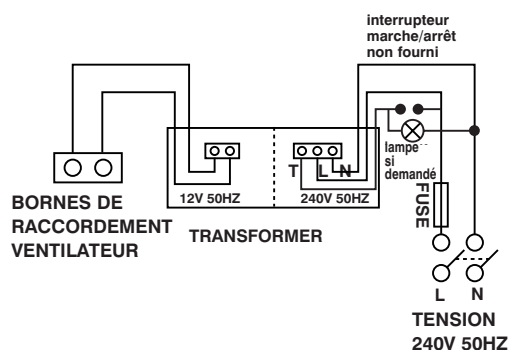 interrupteur
marche/arrêt
non fourni
lampe
si
demandé
T L N
12V 50HZ
240V 50HZ
FUSE
BORNES DE
RACCORDEMENT
VENTILATEUR
TRANSFORMER
L N
TENSION
240V 50HZ